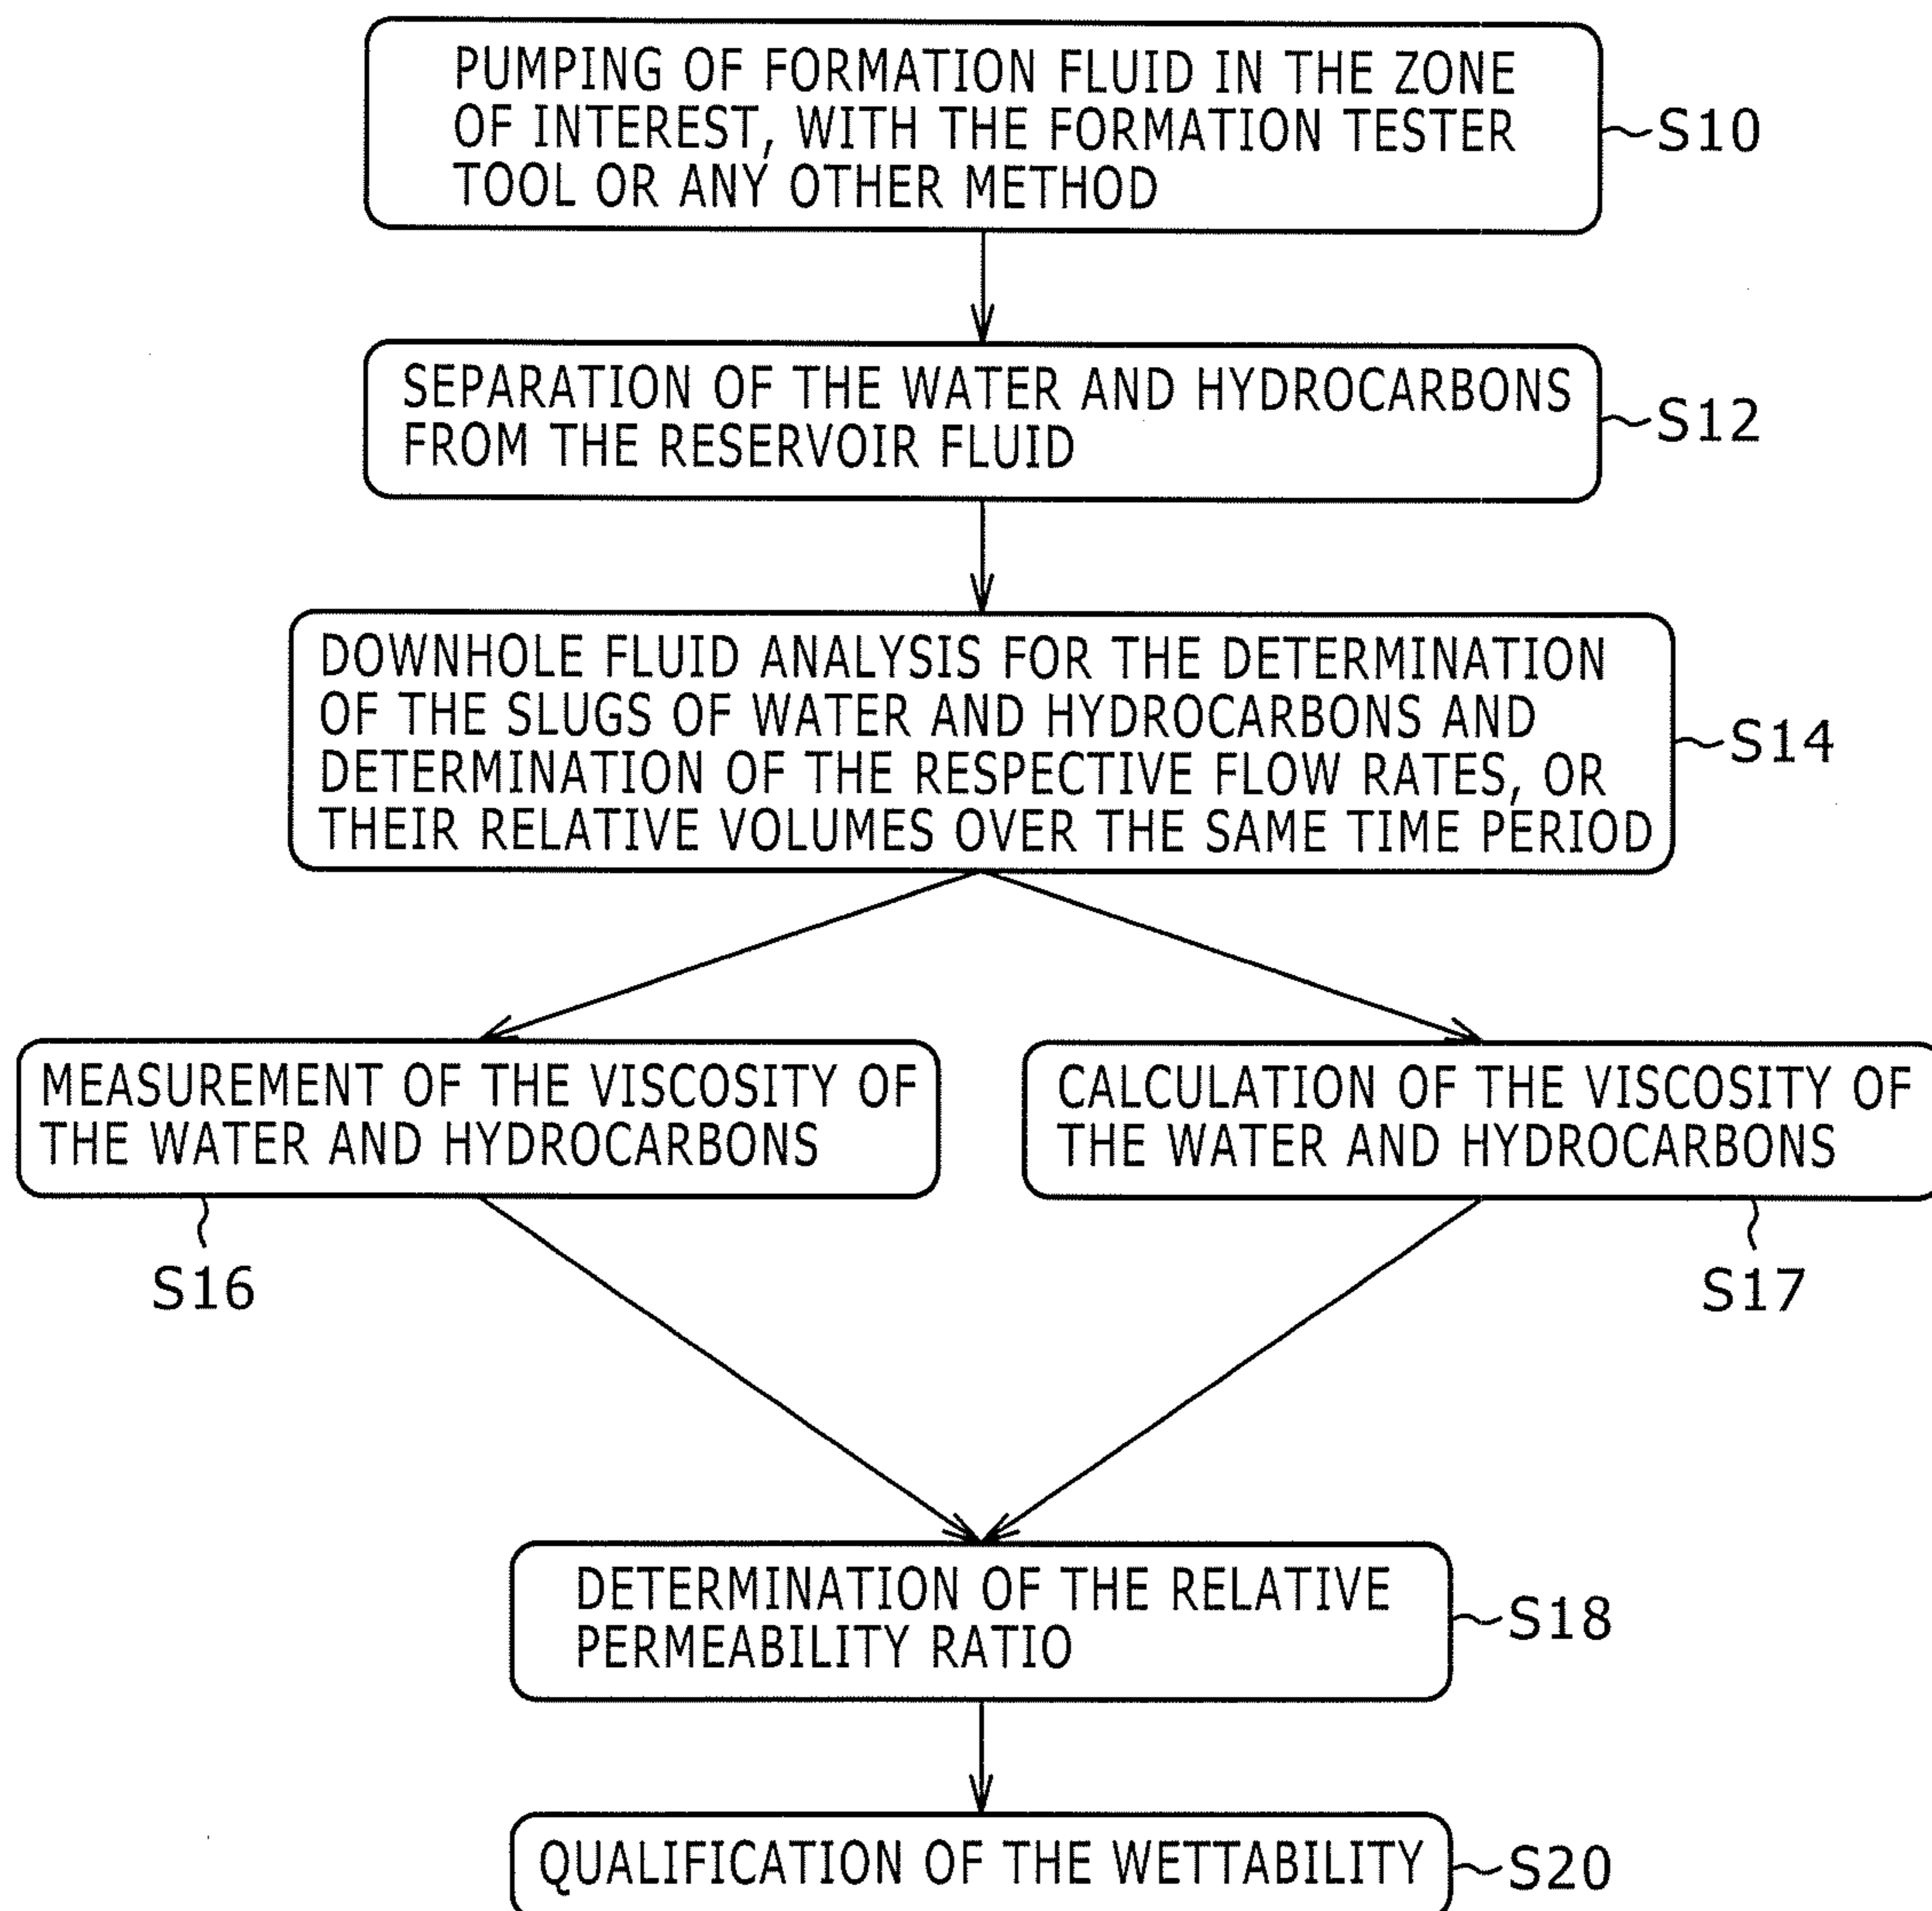 PUMPING OF FORMATION FLUID IN THE ZONE
OF INTEREST, WITH THE FORMATION TESTER
TOOL OR ANY OTHER METHOD
S10
SEPARATION OF THE WATER AND HYDROCARBONS
FROM THE RESERVOIR FLUID
S12
DOWNHOLE FLUID ANALYSIS FOR THE DETERMINATION
OF THE SLUGS OF WATER AND HYDROCARBONS AND
DETERMINATION OF THE RESPECTIVE FLOW RATES, OR
THEIR RELATIVE VOLUMES OVER THE SAME TIME PERIOD
S14
MEASUREMENT OF THE VISCOSITY OF
THE WATER AND HYDROCARBONS
S16
CALCULATION OF THE VISCOSITY OF
THE WATER AND HYDROCARBONS
S17
DETERMINATION OF THE RELATIVE
PERMEABILITY RATIO
S18
QUALIFICATION OF THE WETTABILITY
S20